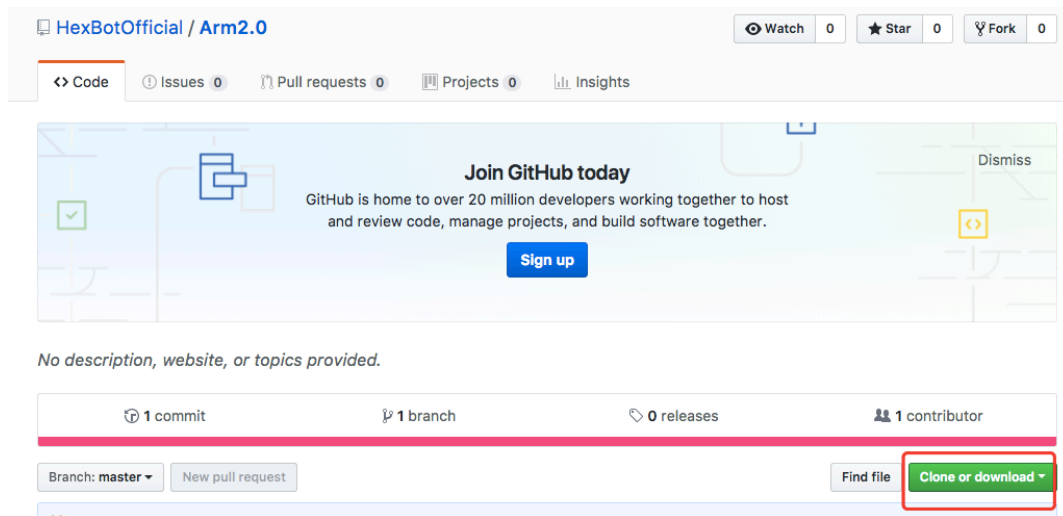 HexBotOfficial / Arm2.0
Watch 0 Star 0 Fork 0
Code Issues 0 Pull requests 0 Projects 0 Insights
Dismiss
Join GitHub today
GitHub is home to over 20 million developers working together to host
and review code, manage projects, and build software together.
Sign up
No description, website, or topics provided.
1 commit 1 branch 0 releases 1 contributor
Branch: master New pull request Find file Clone or download